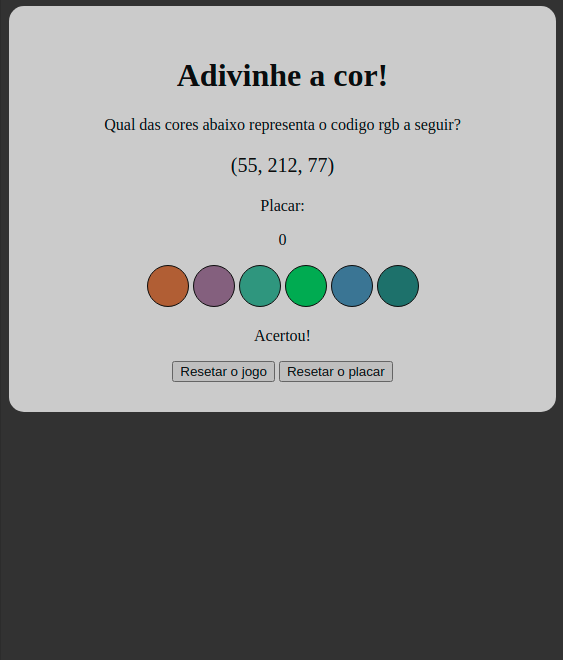 Adivinhe a cor!
Qual das cores abaixo representa o codigo rgb a seguir?
(55, 212, 77)
Placar:
0
Acertou!
Resetar o jogo Resetar o placar